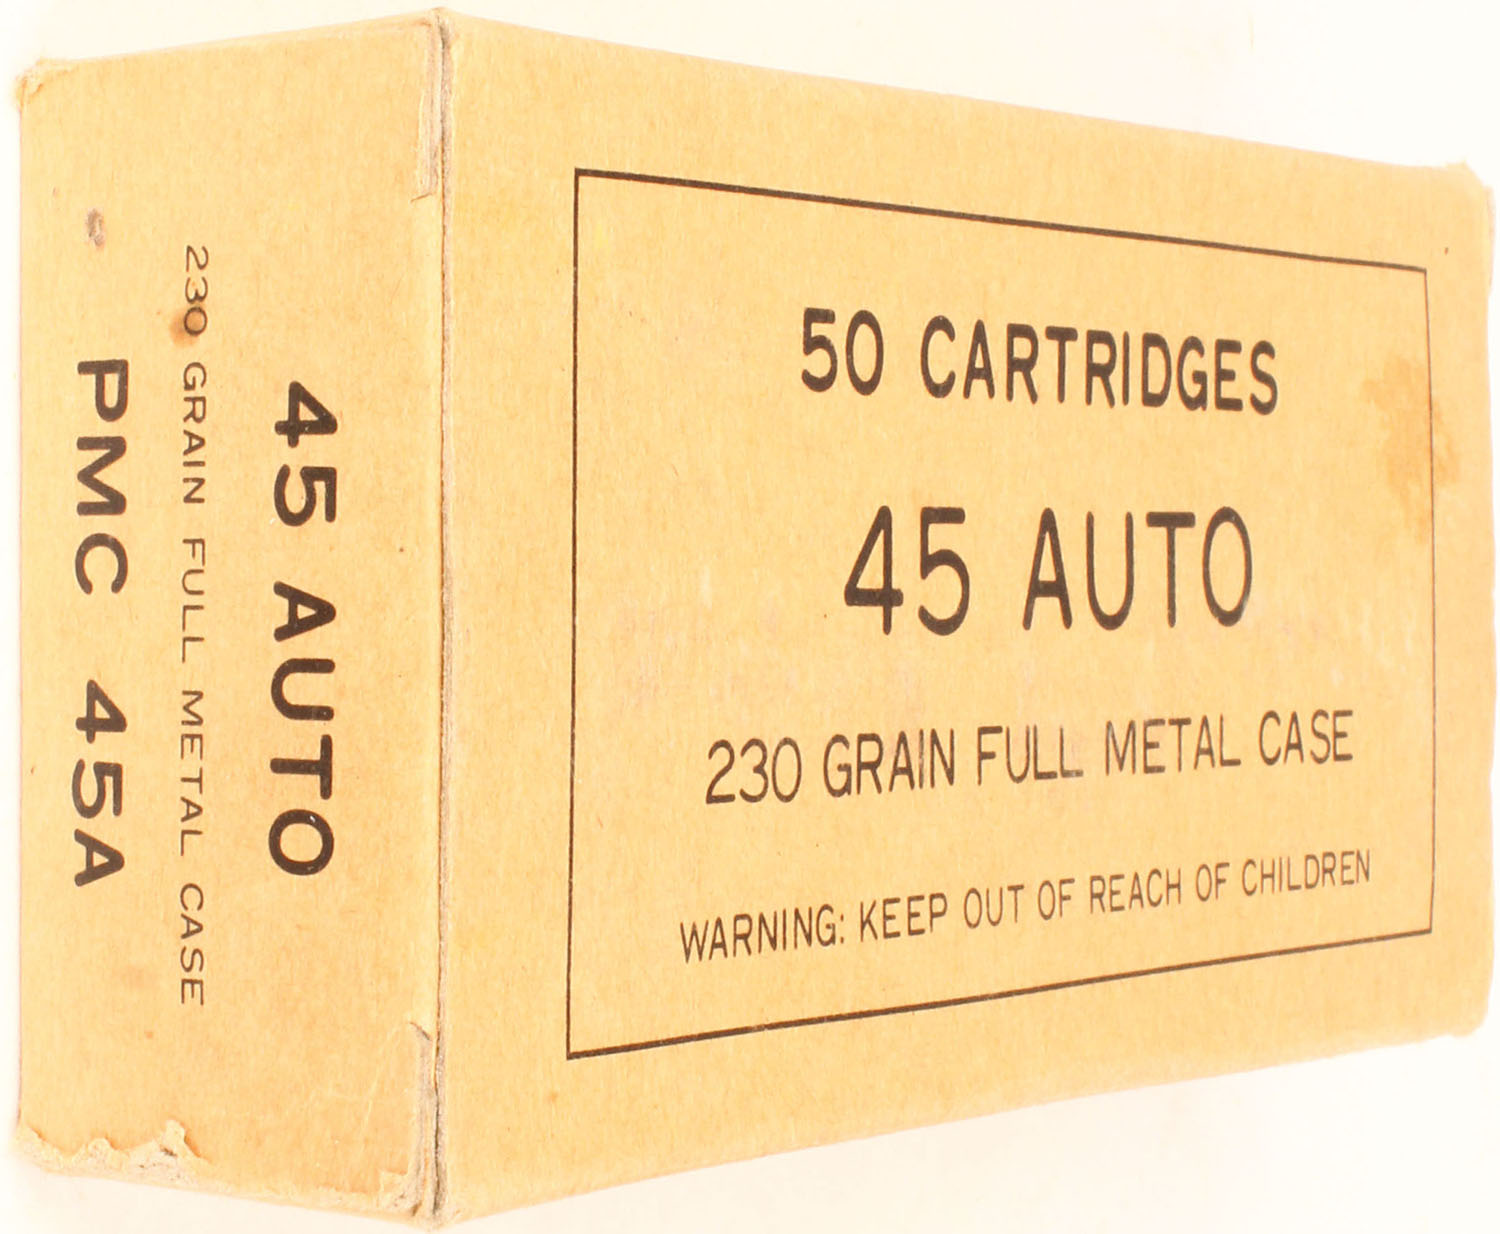 45 AUTO
230 GRAIN FULL METAL CASE
PMC 45A
50 CARTRIDGES
45 AUTO
230 GRAIN FULL METAL CASE
WARNING: KEEP OUT OF REACH OF CHILDREN